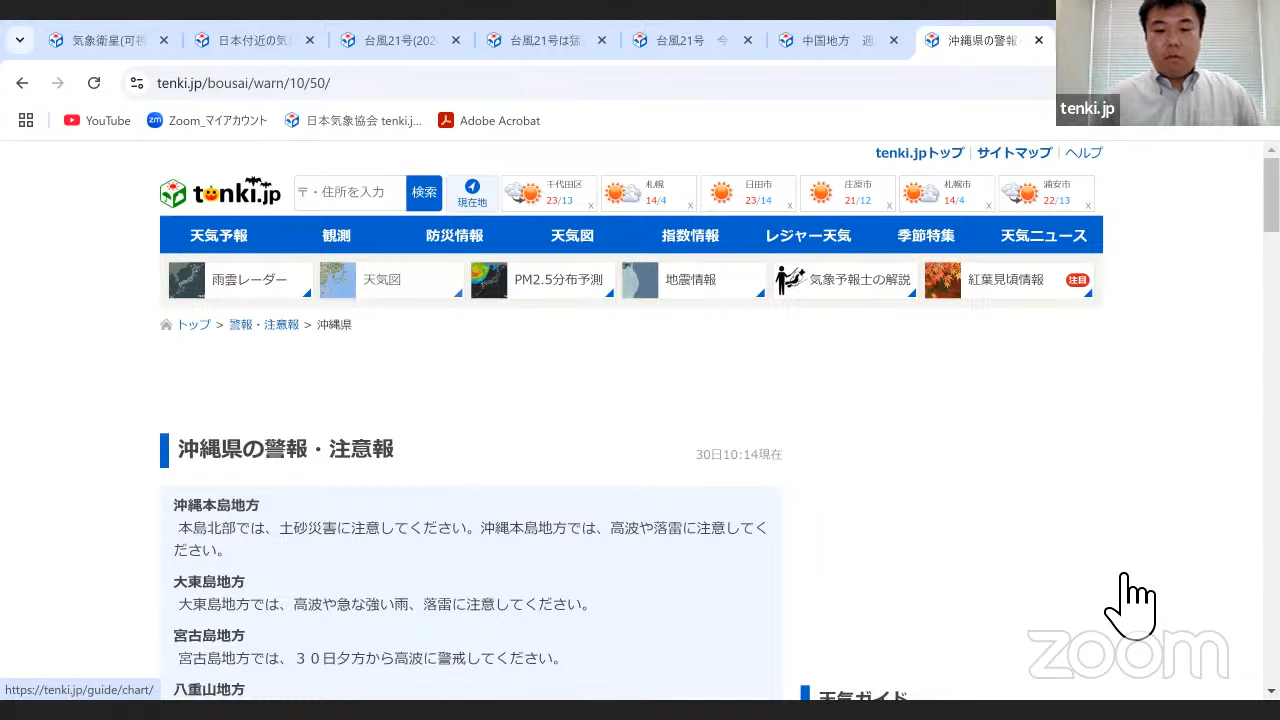 気象衛星(可視
日本付近の気
台風21号(202
台風21号は猛
台風21号 今
中国地方 週
沖縄県の警報
tenki.jp/bousai/warn/10/50/
YouTube
Zoom_マイアカウント
日本気象協会 tenki.j...
Adobe Acrobat
tenki.jp
tenki.jpトップ | サイトマップ | ヘルプ
tenki.jp
〒・住所を入力
検索
現在地
千代田区
23/13
x
札幌
14/4
x
日田市
23/14
x
庄原市
21/12
x
札幌市
14/4
x
浦安市
22/13
x
天気予報 観測 防災情報 天気図 指数情報 レジャー天気 季節特集 天気ニュース
雨雲レーダー 天気図 PM2.5分布予測 地震情報 気象予報士の解説 紅葉見頃情報 注目
トップ > 警報・注意報 > 沖縄県
沖縄県の警報・注意報
30日10:14現在
沖縄本島地方
本島北部では、土砂災害に注意してください。沖縄本島地方では、高波や落雷に注意してく
ださい。
大東島地方
大東島地方では、高波や急な強い雨、落雷に注意してください。
宮古島地方
宮古島地方では、３０日夕方から高波に警戒してください。
八重山地方
天気ガイド
https://tenki.jp/guide/chart/
zoom